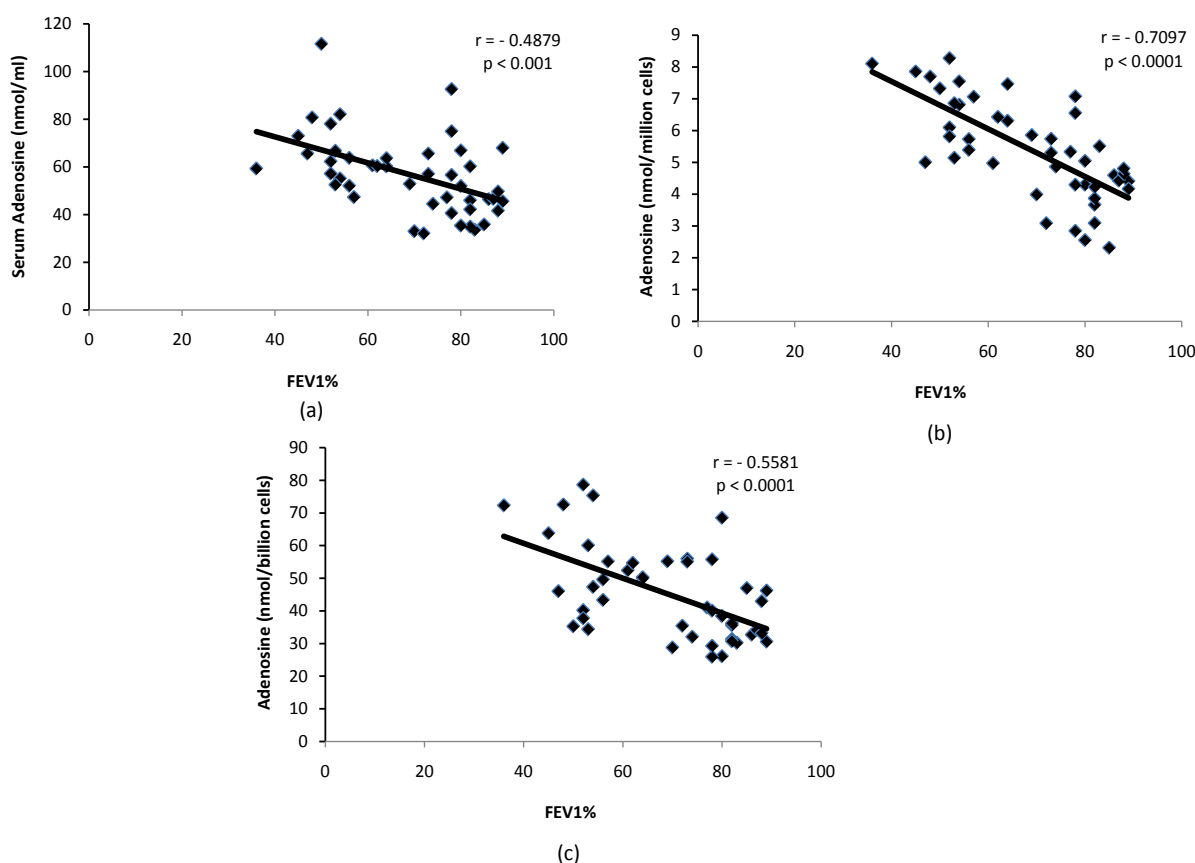 120
100
80
60
40
20
0
Serum Adenosine (nmol/ml)
r = - 0.4879
p < 0.001
0 20 40 60 80 100
FEV1%
(a)
9
8
7
6
5
4
3
2
1
0
Adenosine (nmol/million cells)
r = - 0.7097
p < 0.0001
0 20 40 60 80 100
FEV1%
(b)
90
80
70
60
50
40
30
20
10
0
Adenosine (nmol/billion cells)
r = - 0.5581
p < 0.0001
0 20 40 60 80 100
FEV1%
(c)